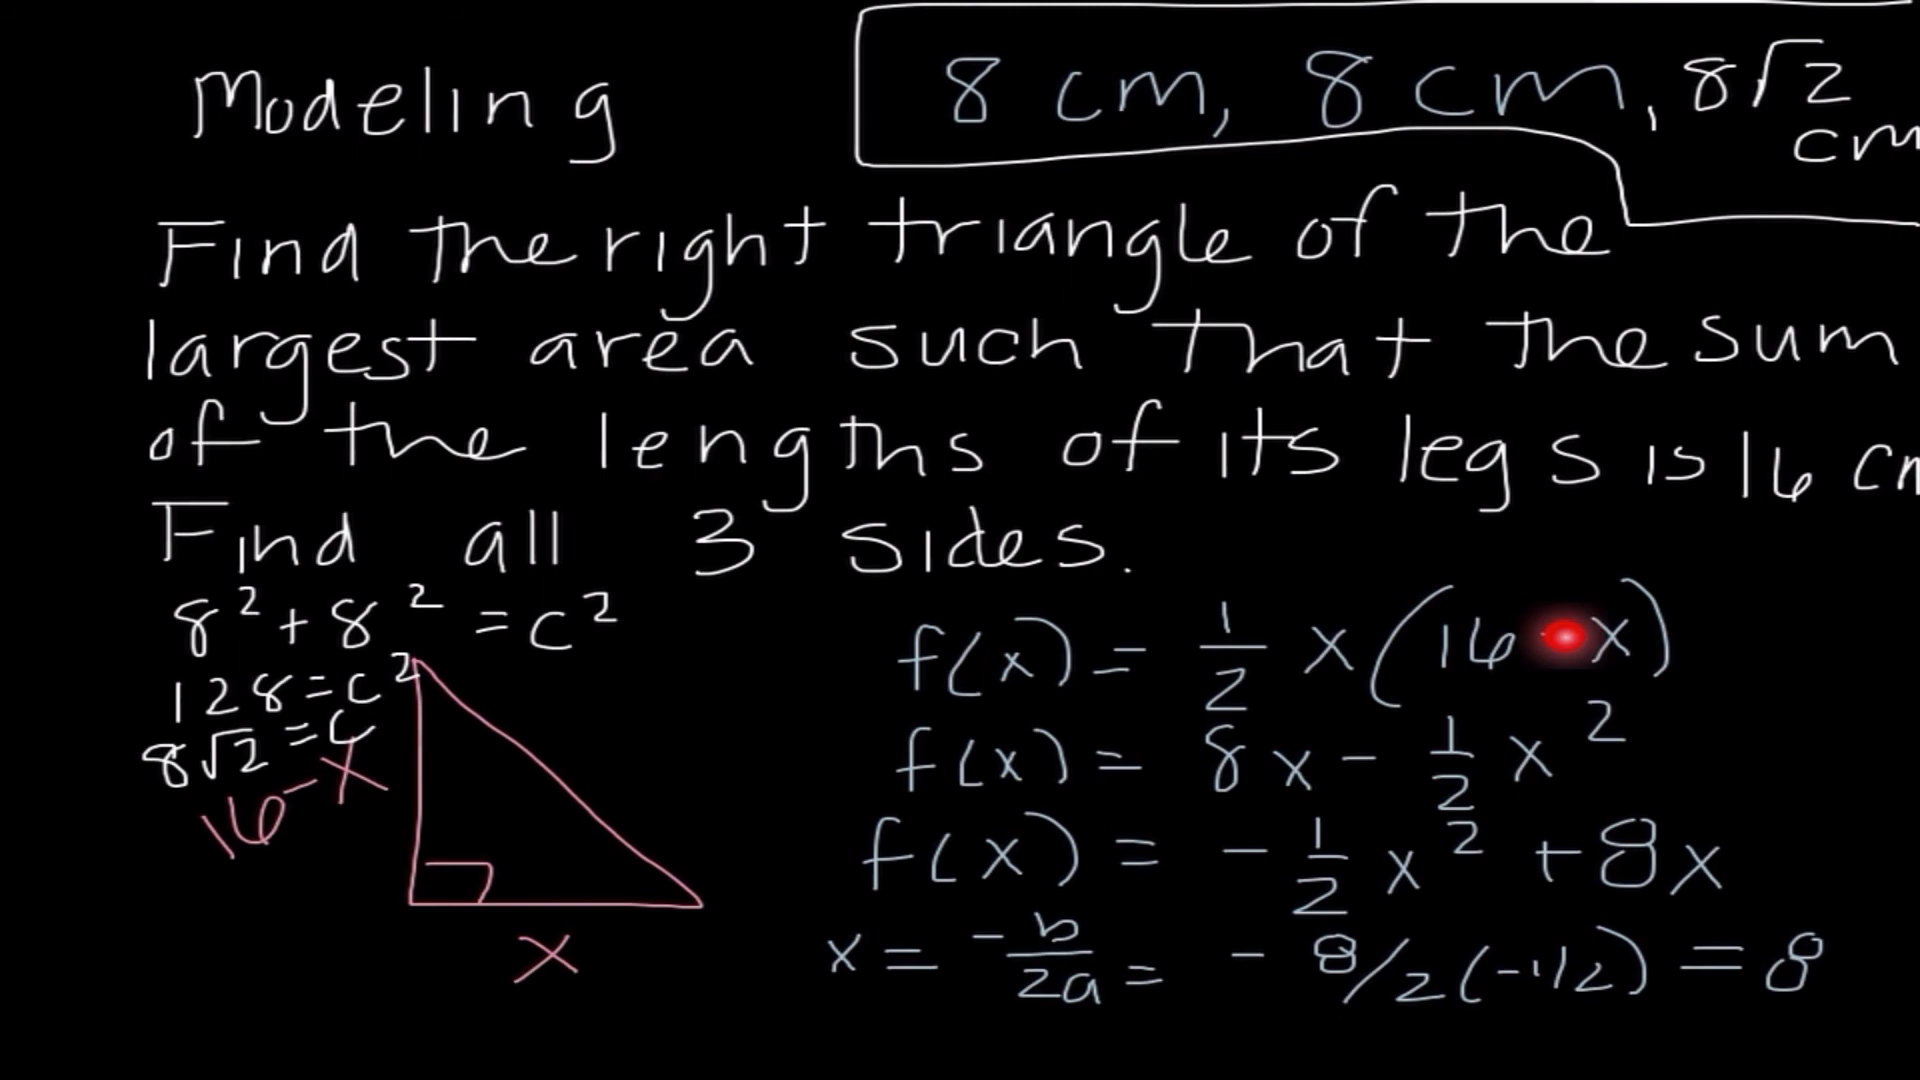 Modeling
8 cm, 8 cm, 8√2 cm
Find the right triangle of the
largest area such that the sum
of the lengths of its legs is 16 cm
Find all 3 sides.
8² + 8² = c²
128 = c²
8√2 = c
16 - x
x
f(x) = 1/2 x (16 x)
f(x) = 8x - 1/2 x²
f(x) = - 1/2 x² + 8x
x = - b/2a = - 8/2(-1/2) = 8